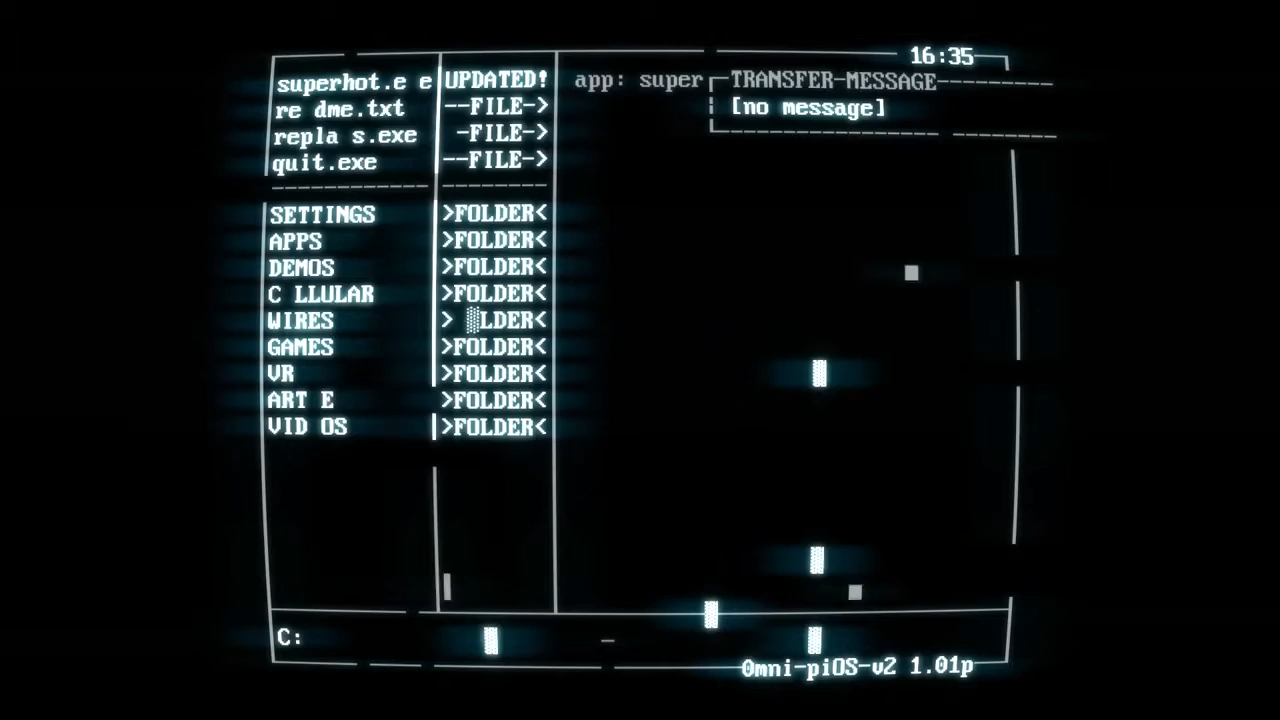 16:35
superhot.e e UPDATED! app: super TRANSFER-MESSAGE
re dme.txt --FILE-> [no message]
repla s.exe -FILE->
quit.exe --FILE->
SETTINGS >FOLDER<
APPS >FOLDER<
DEMOS >FOLDER<
C LLULAR >FOLDER<
WIRES > LDER<
GAMES >FOLDER<
VR >FOLDER<
ART E >FOLDER<
VID OS >FOLDER<
C:
0mni-piOS-v2 1.01p